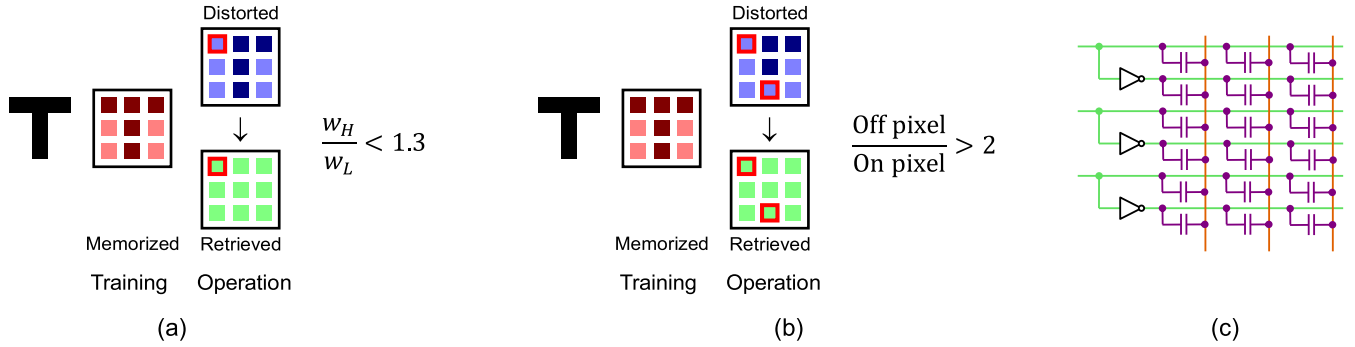 Distorted
↓
Memorized
Retrieved
Training
Operation
w_H
w_L
< 1.3
(a)
Distorted
↓
Memorized
Retrieved
Training
Operation
Off pixel
On pixel
> 2
(b)
(c)